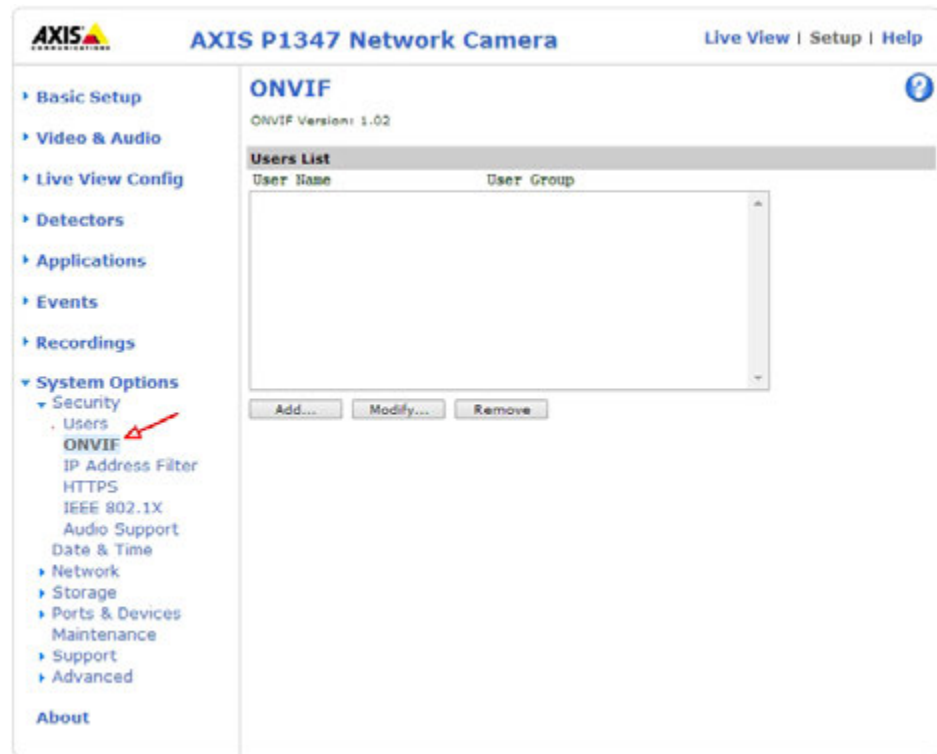 AXIS
COMMUNICATIONS
AXIS P1347 Network Camera
Live View | Setup | Help
Basic Setup
Video & Audio
Live View Config
Detectors
Applications
Events
Recordings
System Options
Security
Users
ONVIF
IP Address Filter
HTTPS
IEEE 802.1X
Audio Support
Date & Time
Network
Storage
Ports & Devices
Maintenance
Support
Advanced
About
ONVIF
ONVIF Version: 1.02
Users List
User Name User Group
Add... Modify... Remove